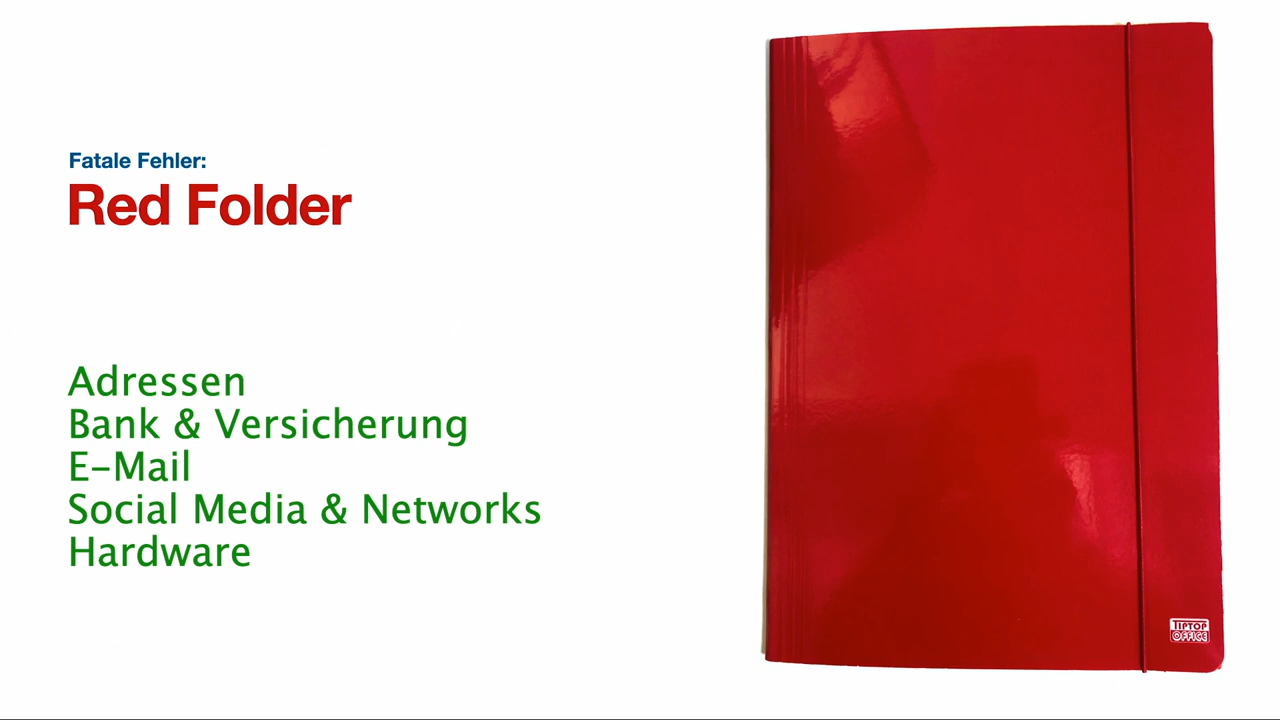 Fatale Fehler:
Red Folder
Adressen
Bank & Versicherung
E-Mail
Social Media & Networks
Hardware
TIPTOP
OFFICE